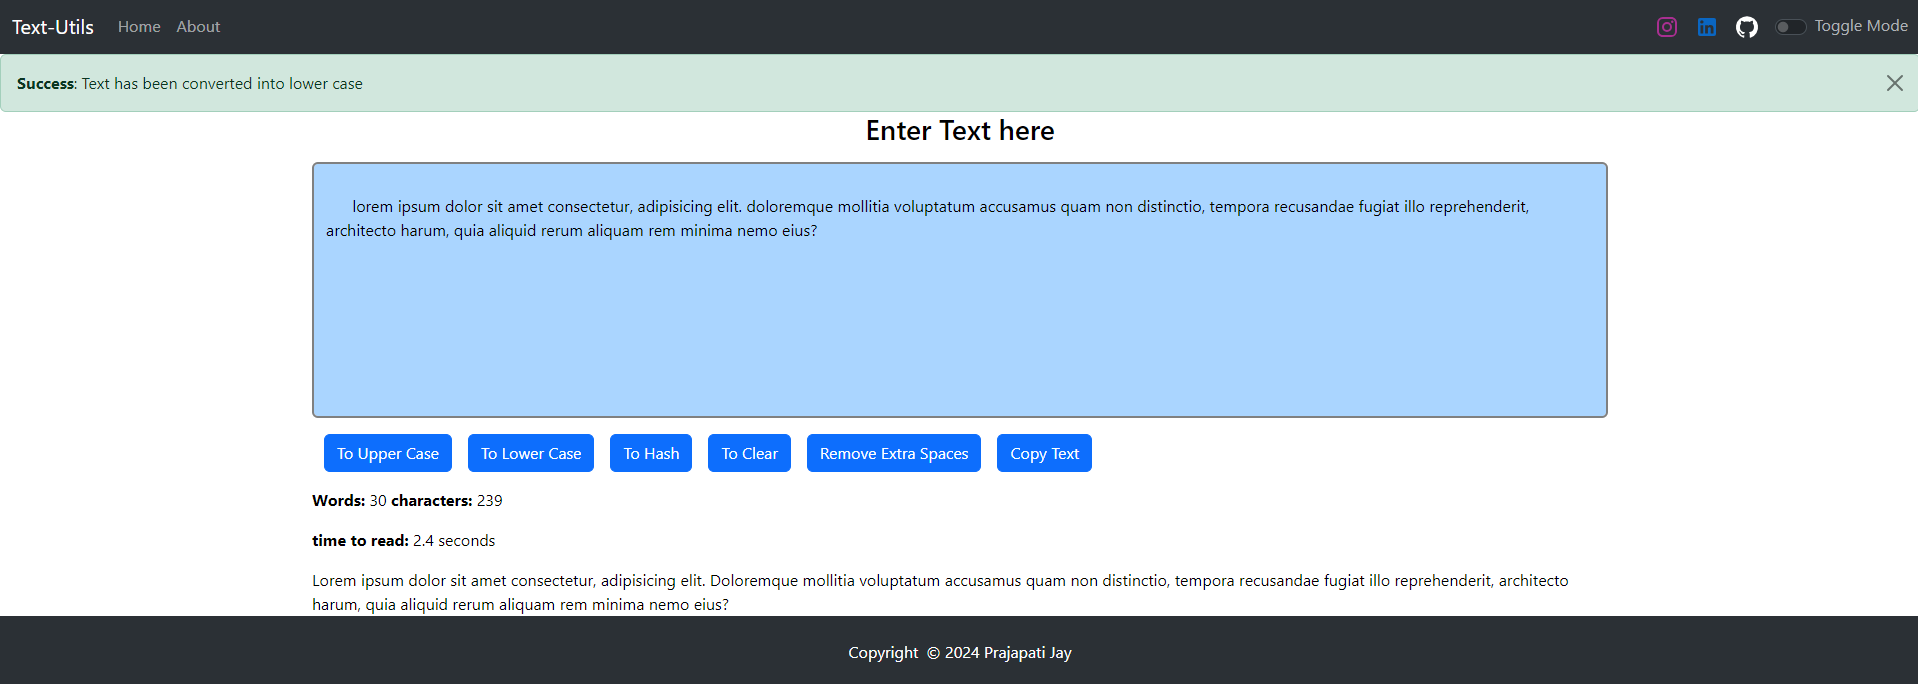 Text-Utils Home About Toggle Mode
Success: Text has been converted into lower case
Enter Text here
lorem ipsum dolor sit amet consectetur, adipisicing elit. doloremque mollitia voluptatum accusamus quam non distinctio, tempora recusandae fugiat illo reprehenderit,
architecto harum, quia aliquid rerum aliquam rem minima nemo eius?
To Upper Case To Lower Case To Hash To Clear Remove Extra Spaces Copy Text
Words: 30 characters: 239
time to read: 2.4 seconds
Lorem ipsum dolor sit amet consectetur, adipisicing elit. Doloremque mollitia voluptatum accusamus quam non distinctio, tempora recusandae fugiat illo reprehenderit, architecto
harum, quia aliquid rerum aliquam rem minima nemo eius?
Copyright © 2024 Prajapati Jay